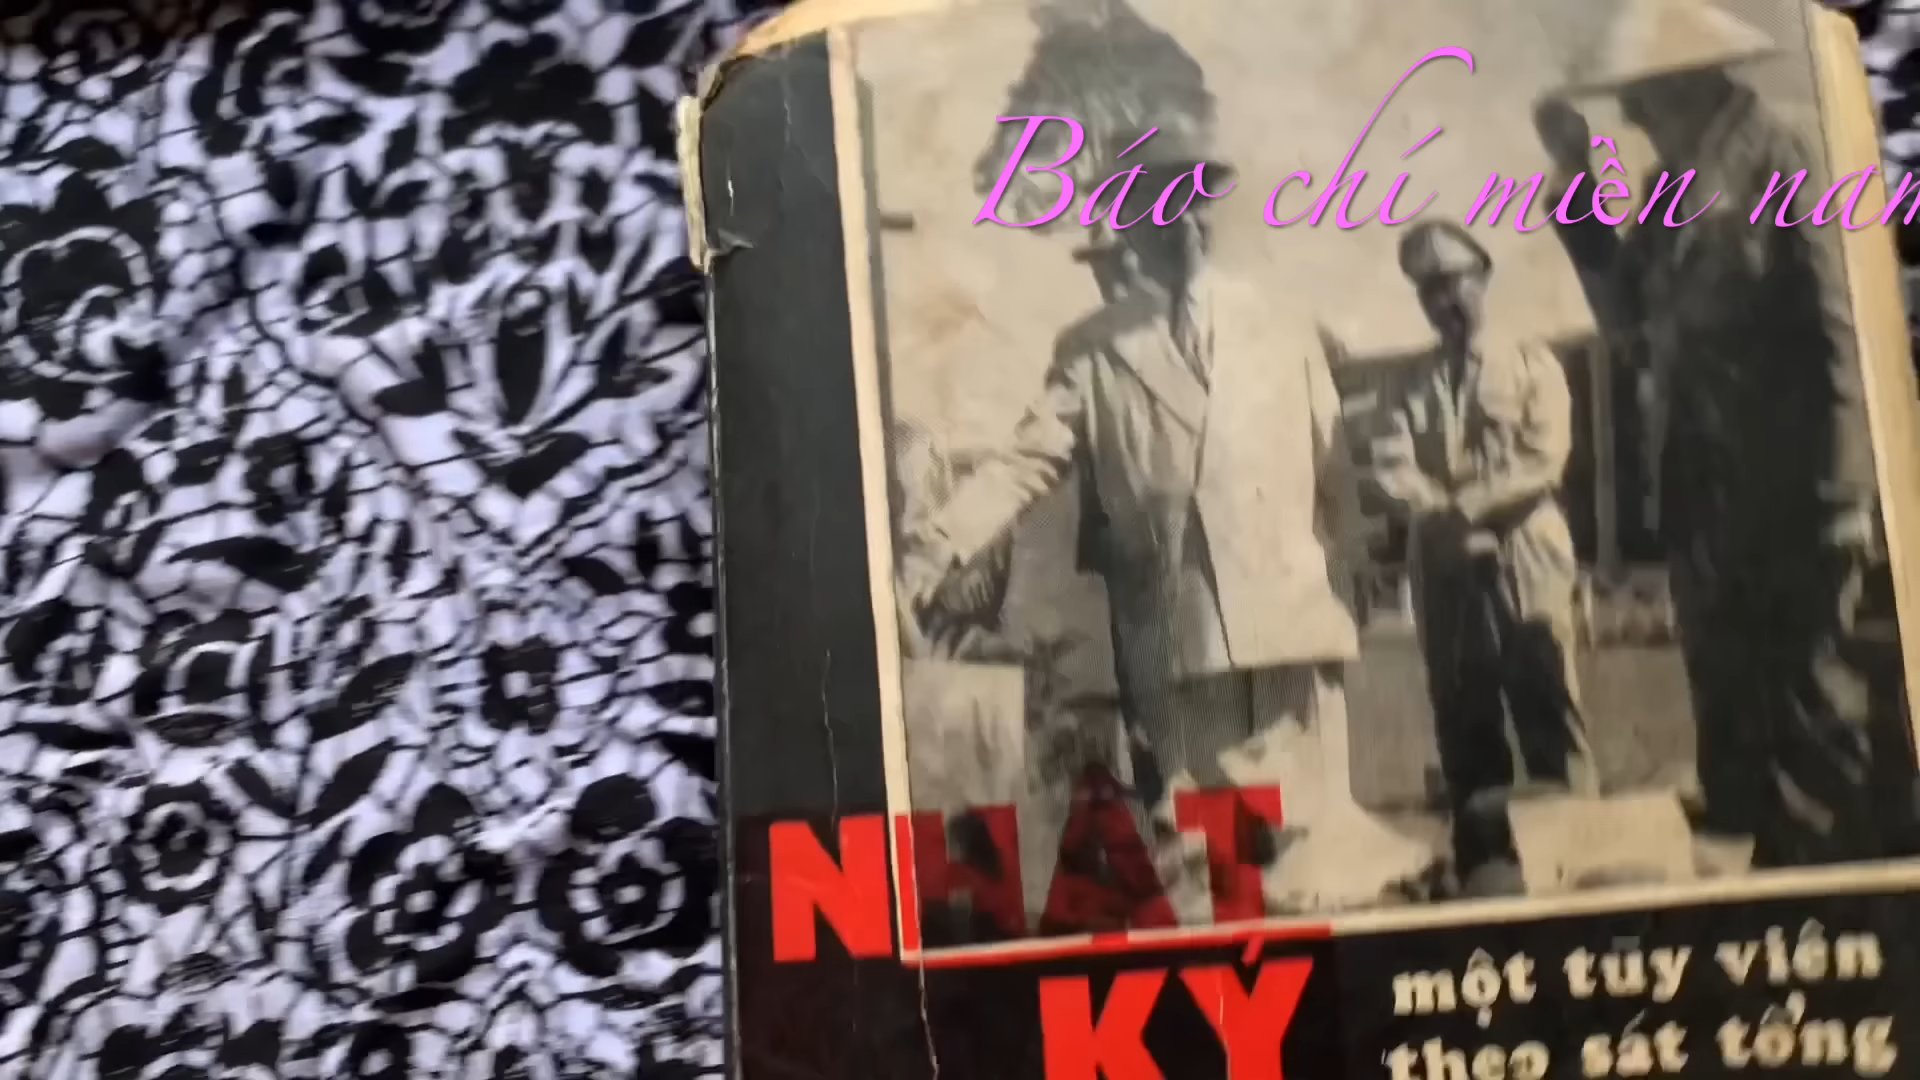 Báo chí miền nam
NHẬT
KÝ
một tùy viên
theo sát tổng